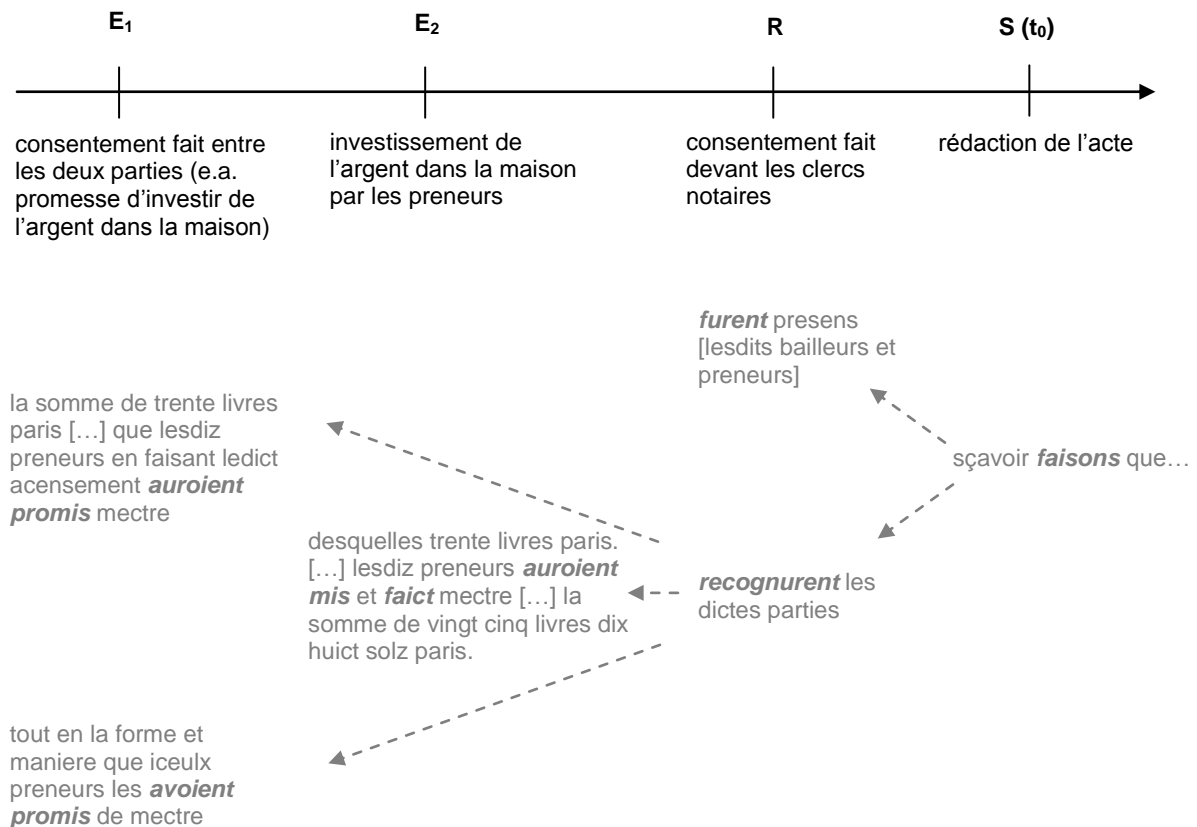 E₁
E₂
R
S (t₀)
consentement fait entre
les deux parties (e.a.
promesse d’investir de
l’argent dans la maison)
investissement de
l’argent dans la maison
par les preneurs
consentement fait
devant les clercs
notaires
rédaction de l’acte
furent presens
[lesdits bailleurs et
preneurs]
la somme de trente livres
paris […] que lesdiz
preneurs en faisant ledict
acensement auroient
promis mectre
sçavoir faisons que…
desquelles trente livres paris.
[…] lesdiz preneurs auroient
mis et faict mectre […] la
somme de vingt cinq livres dix
huict solz paris.
recognurent les
dictes parties
tout en la forme et
maniere que iceulx
preneurs les avoient
promis de mectre